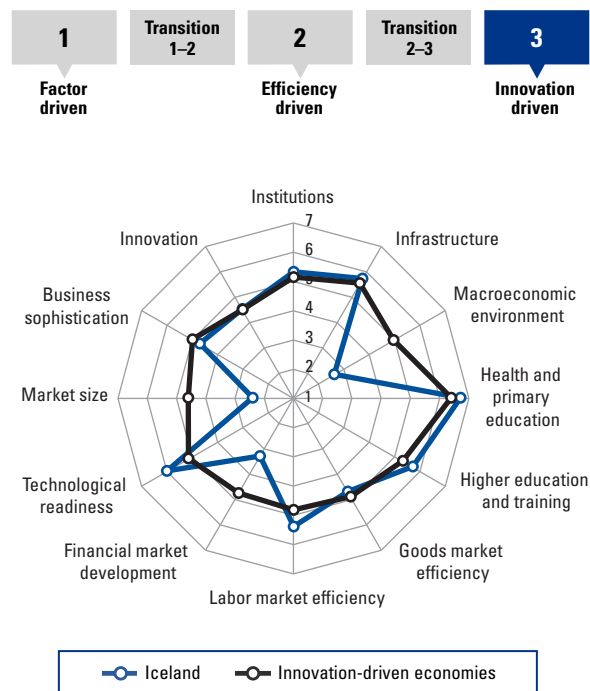 1
Transition
1–2
2
Transition
2–3
3
Factor
driven
Efficiency
driven
Innovation
driven
Institutions
7
6
5
4
3
2
1
Infrastructure
Macroeconomic
environment
Health and
primary
education
Higher education
and training
Goods market
efficiency
Labor market efficiency
Financial market
development
Technological
readiness
Market size
Business
sophistication
Innovation
Iceland
Innovation-driven economies